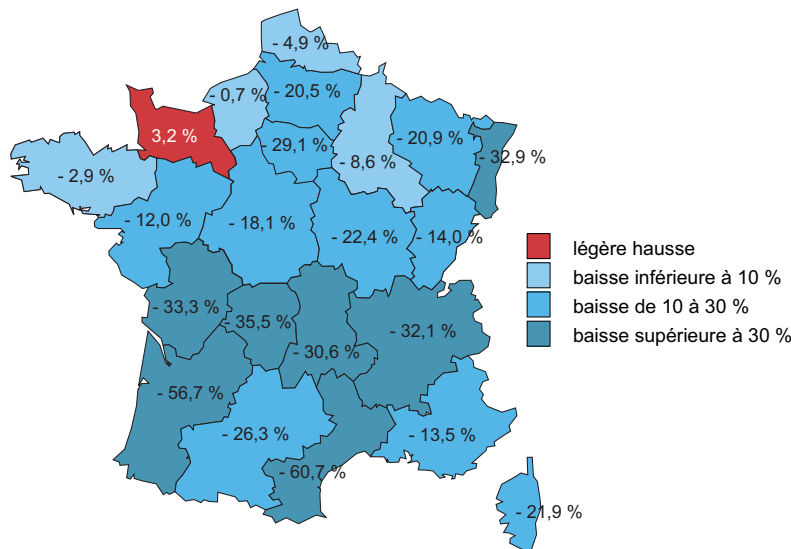 - 4,9 %
- 0,7 %
- 20,5 %
3,2 %
- 29,1 %
- 20,9 %
- 8,6 %
- 32,9 %
- 2,9 %
- 12,0 %
- 18,1 %
- 22,4 %
- 14,0 %
légère hausse
baisse inférieure à 10 %
baisse de 10 à 30 %
baisse supérieure à 30 %
- 33,3 %
- 35,5 %
- 32,1 %
- 30,6 %
- 56,7 %
- 26,3 %
- 13,5 %
- 60,7 %
- 21,9 %